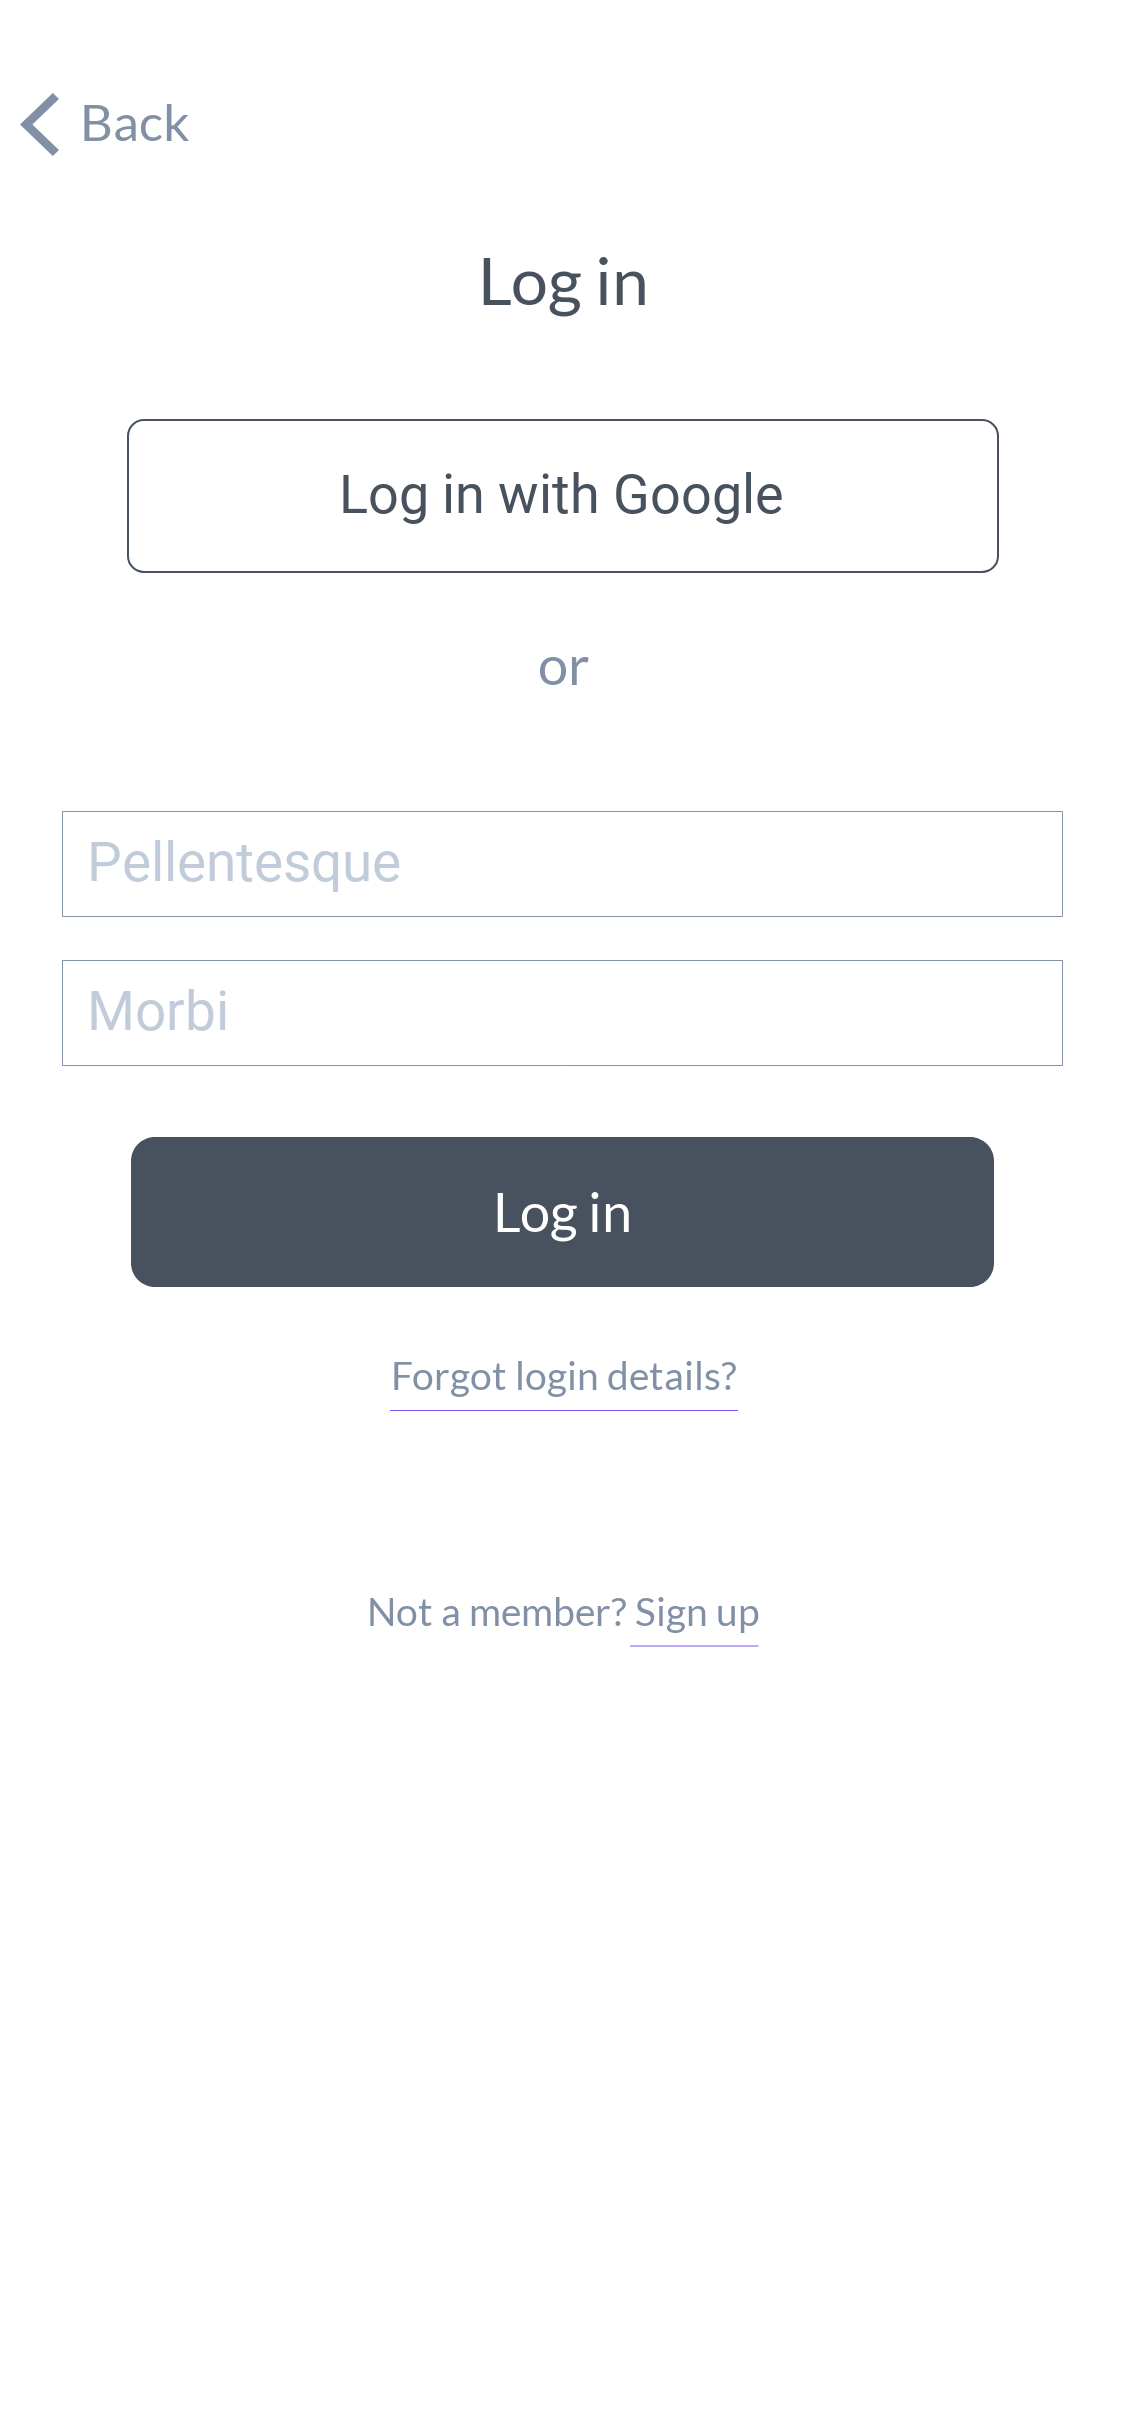 Back
Log in
Log in with Google
or
Pellentesque
Morbi
Log in
Forgot login details?
Not a member? Sign up